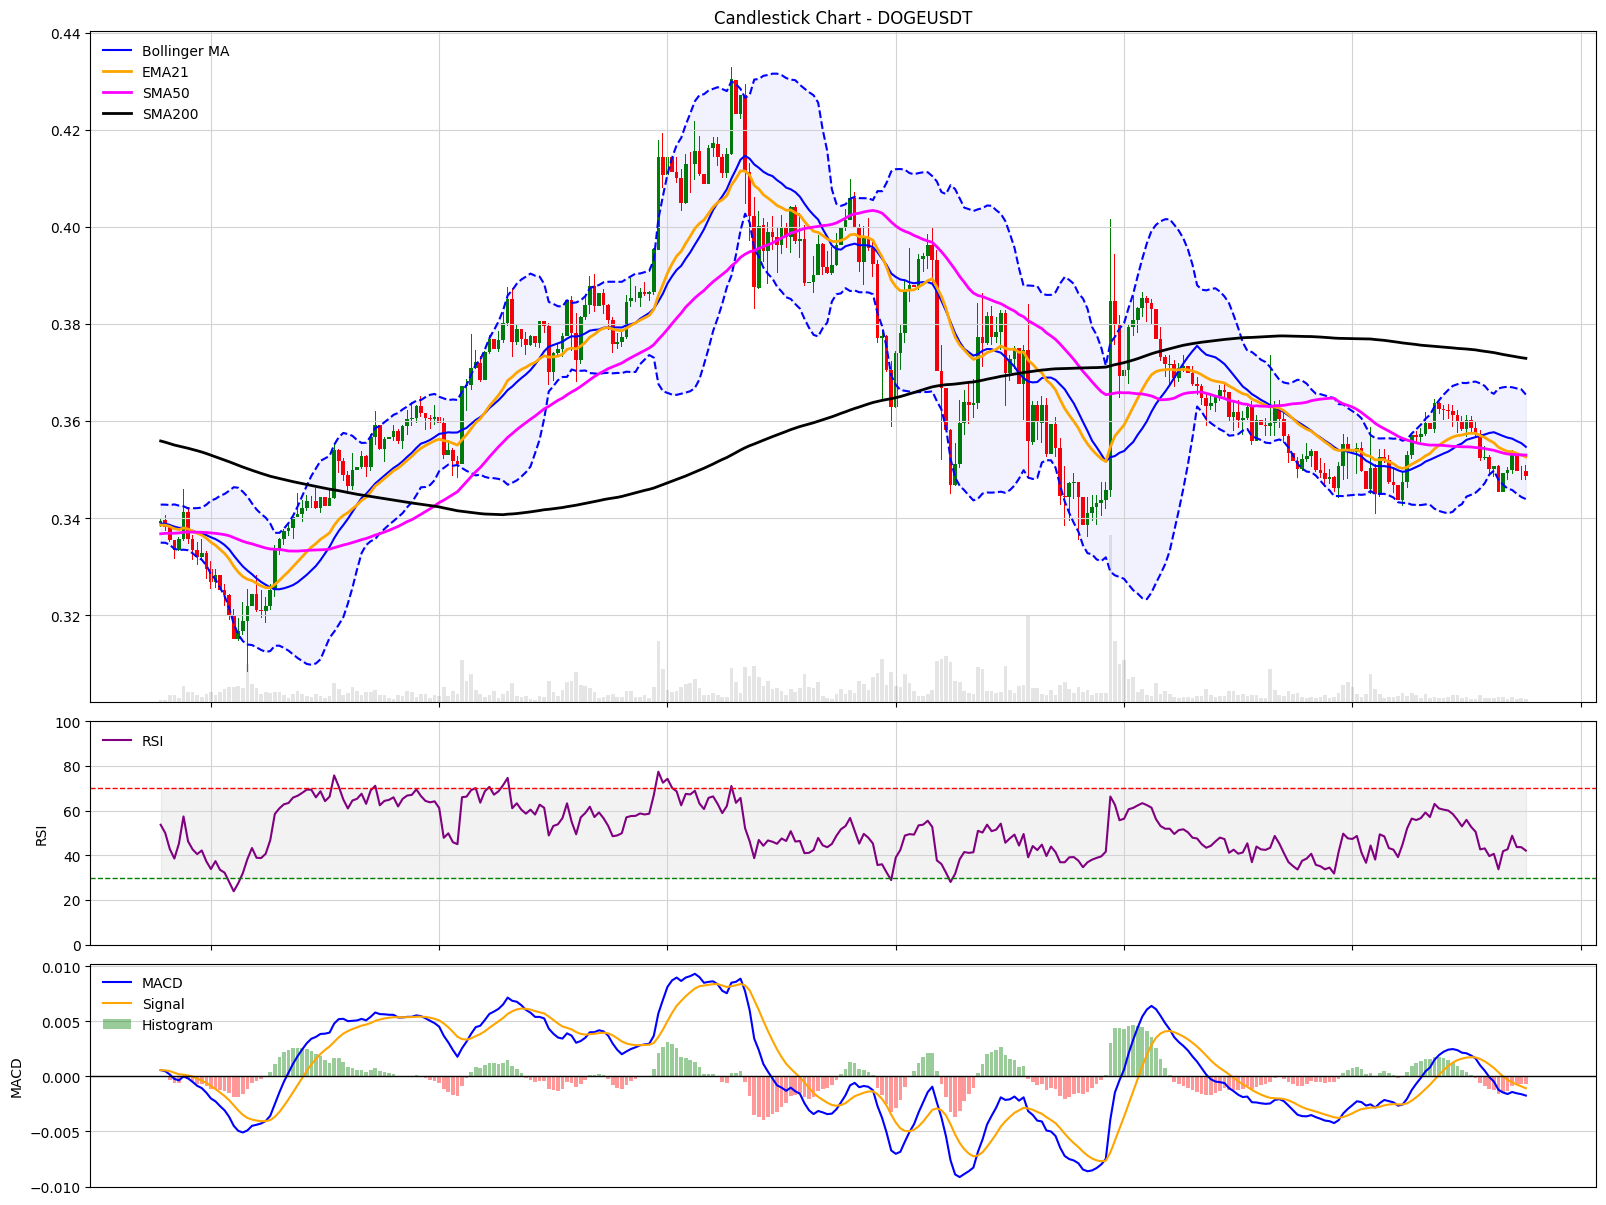 Candlestick Chart - DOGEUSDT
0.44
0.42
0.40
0.38
0.36
0.34
0.32
Bollinger MA
EMA21
SMA50
SMA200
100
80
60
40
20
0
RSI
RSI
0.010
0.005
0.000
−0.005
−0.010
MACD
MACD
Signal
Histogram